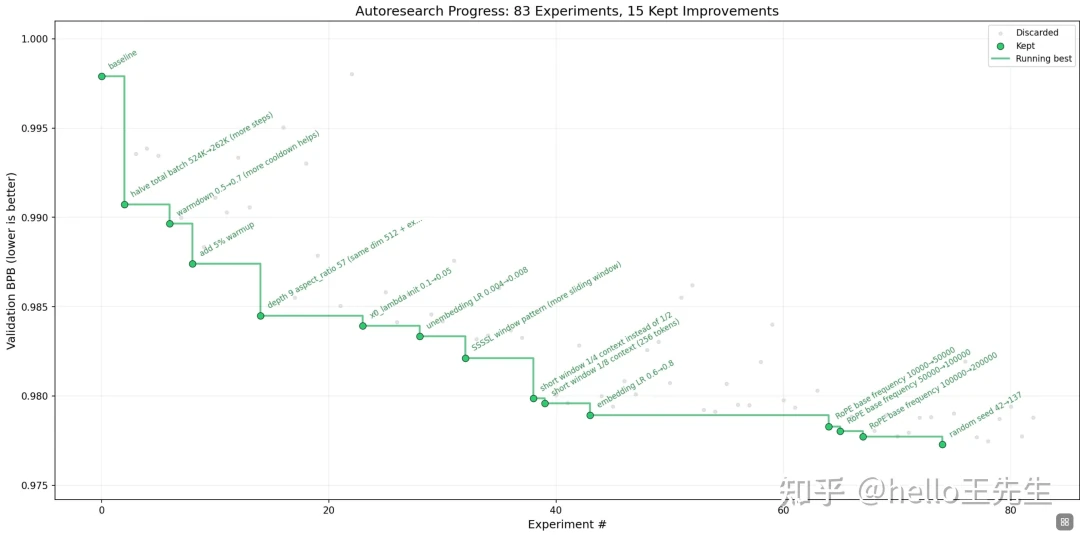 Autoresearch Progress: 83 Experiments, 15 Kept Improvements
Discarded
Kept
Running best
Validation BPB (lower is better)
1.000
0.995
0.990
0.985
0.980
0.975
baseline
halve total batch 524K→262K (more steps)
warmdown 0.5→0.7 (more cooldown helps)
add 5% warmup
depth 9 aspect_ratio 57 (same dim 512 + ex...
x0_lambda init 0.1→0.05
unembedding LR 0.004→0.008
SSSSL window pattern (more sliding window)
short window 1/4 context instead of 1/2
short window 1/8 context (256 tokens)
embedding LR 0.6→0.8
RoPE base frequency 10000→50000
RoPE base frequency 50000→100000
RoPE base frequency 100000→200000
random seed 42→137
0
20
40
60
80
Experiment #
知乎 @hello王先生